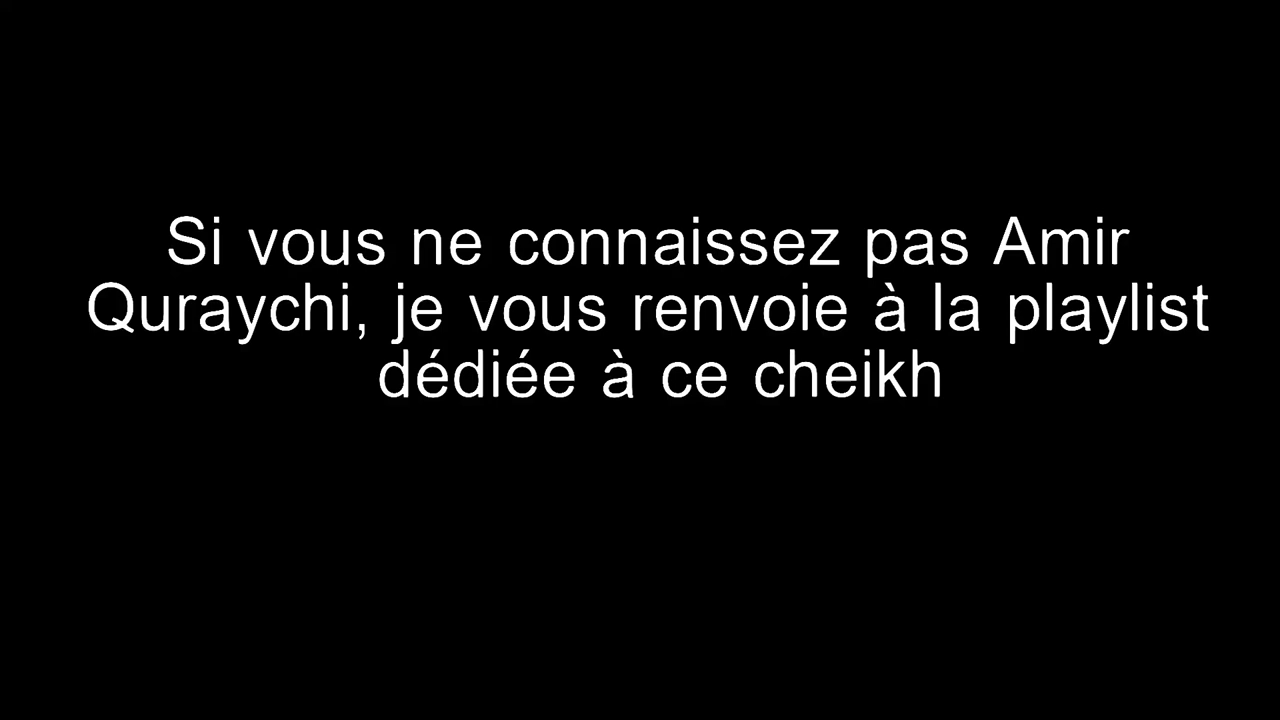 Si vous ne connaissez pas Amir
Quraychi, je vous renvoie à la playlist
dédiée à ce cheikh